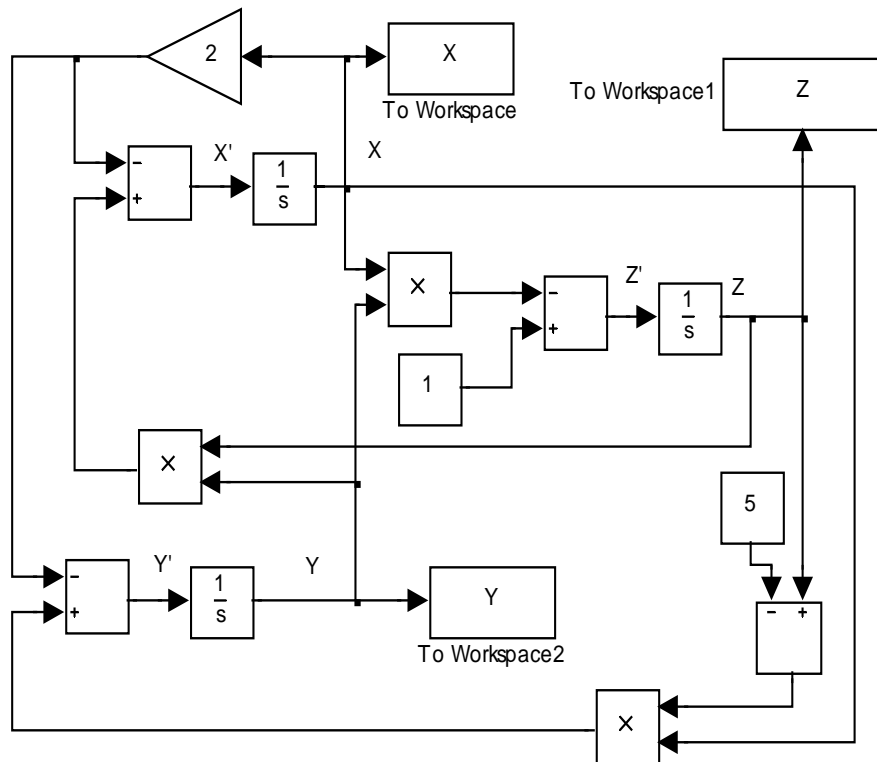 2
X
To Workspace
To Workspace1
Z
X'
1
s
X
-
+
X
-
+
Z'
1
s
Z
1
X
5
-
+
Y'
1
s
Y
Y
To Workspace2
-
+
X